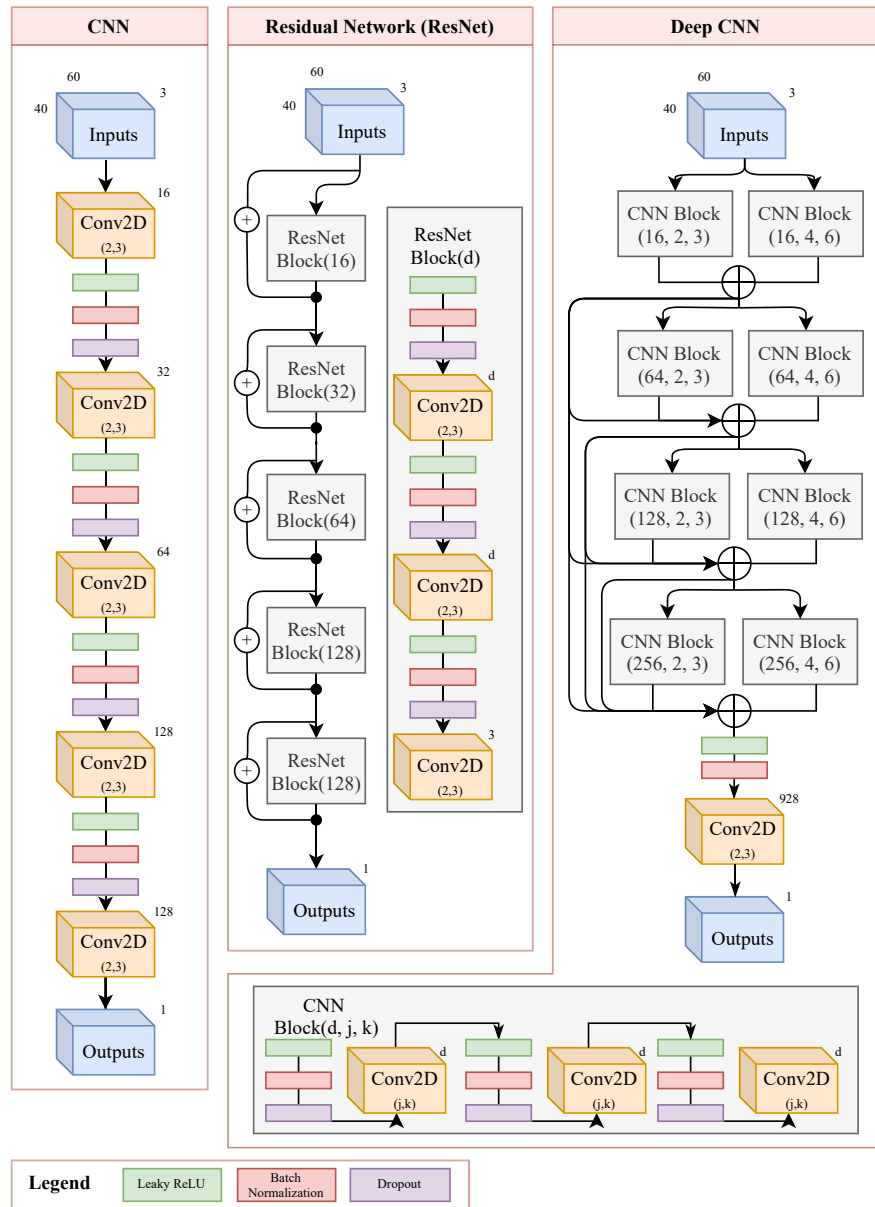 CNN
60
3
40
Inputs
16
Conv2D
(2,3)
32
Conv2D
(2,3)
64
Conv2D
(2,3)
128
Conv2D
(2,3)
128
Conv2D
(2,3)
1
Outputs
Residual Network (ResNet)
60
3
40
Inputs
+
ResNet
Block(16)
+
ResNet
Block(32)
+
ResNet
Block(64)
+
ResNet
Block(128)
+
ResNet
Block(128)
1
Outputs
ResNet
Block(d)
d
Conv2D
(2,3)
d
Conv2D
(2,3)
3
Conv2D
(2,3)
Deep CNN
60
3
40
Inputs
CNN Block
(16, 2, 3)
CNN Block
(16, 4, 6)
CNN Block
(64, 2, 3)
CNN Block
(64, 4, 6)
CNN Block
(128, 2, 3)
CNN Block
(128, 4, 6)
CNN Block
(256, 2, 3)
CNN Block
(256, 4, 6)
928
Conv2D
(2,3)
1
Outputs
CNN
Block(d, j, k)
d
Conv2D
(j,k)
d
Conv2D
(j,k)
d
Conv2D
(j,k)
Legend
Leaky ReLU
Batch
Normalization
Dropout